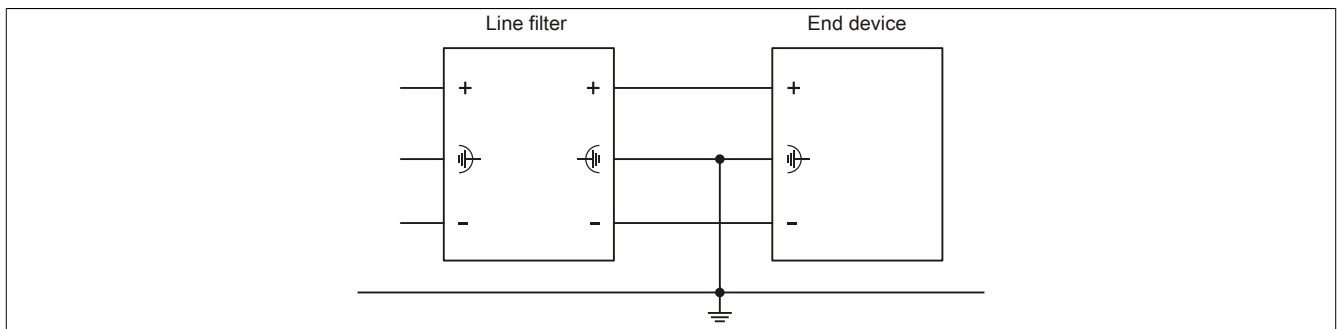 Line filter End device
+ + +
- - -